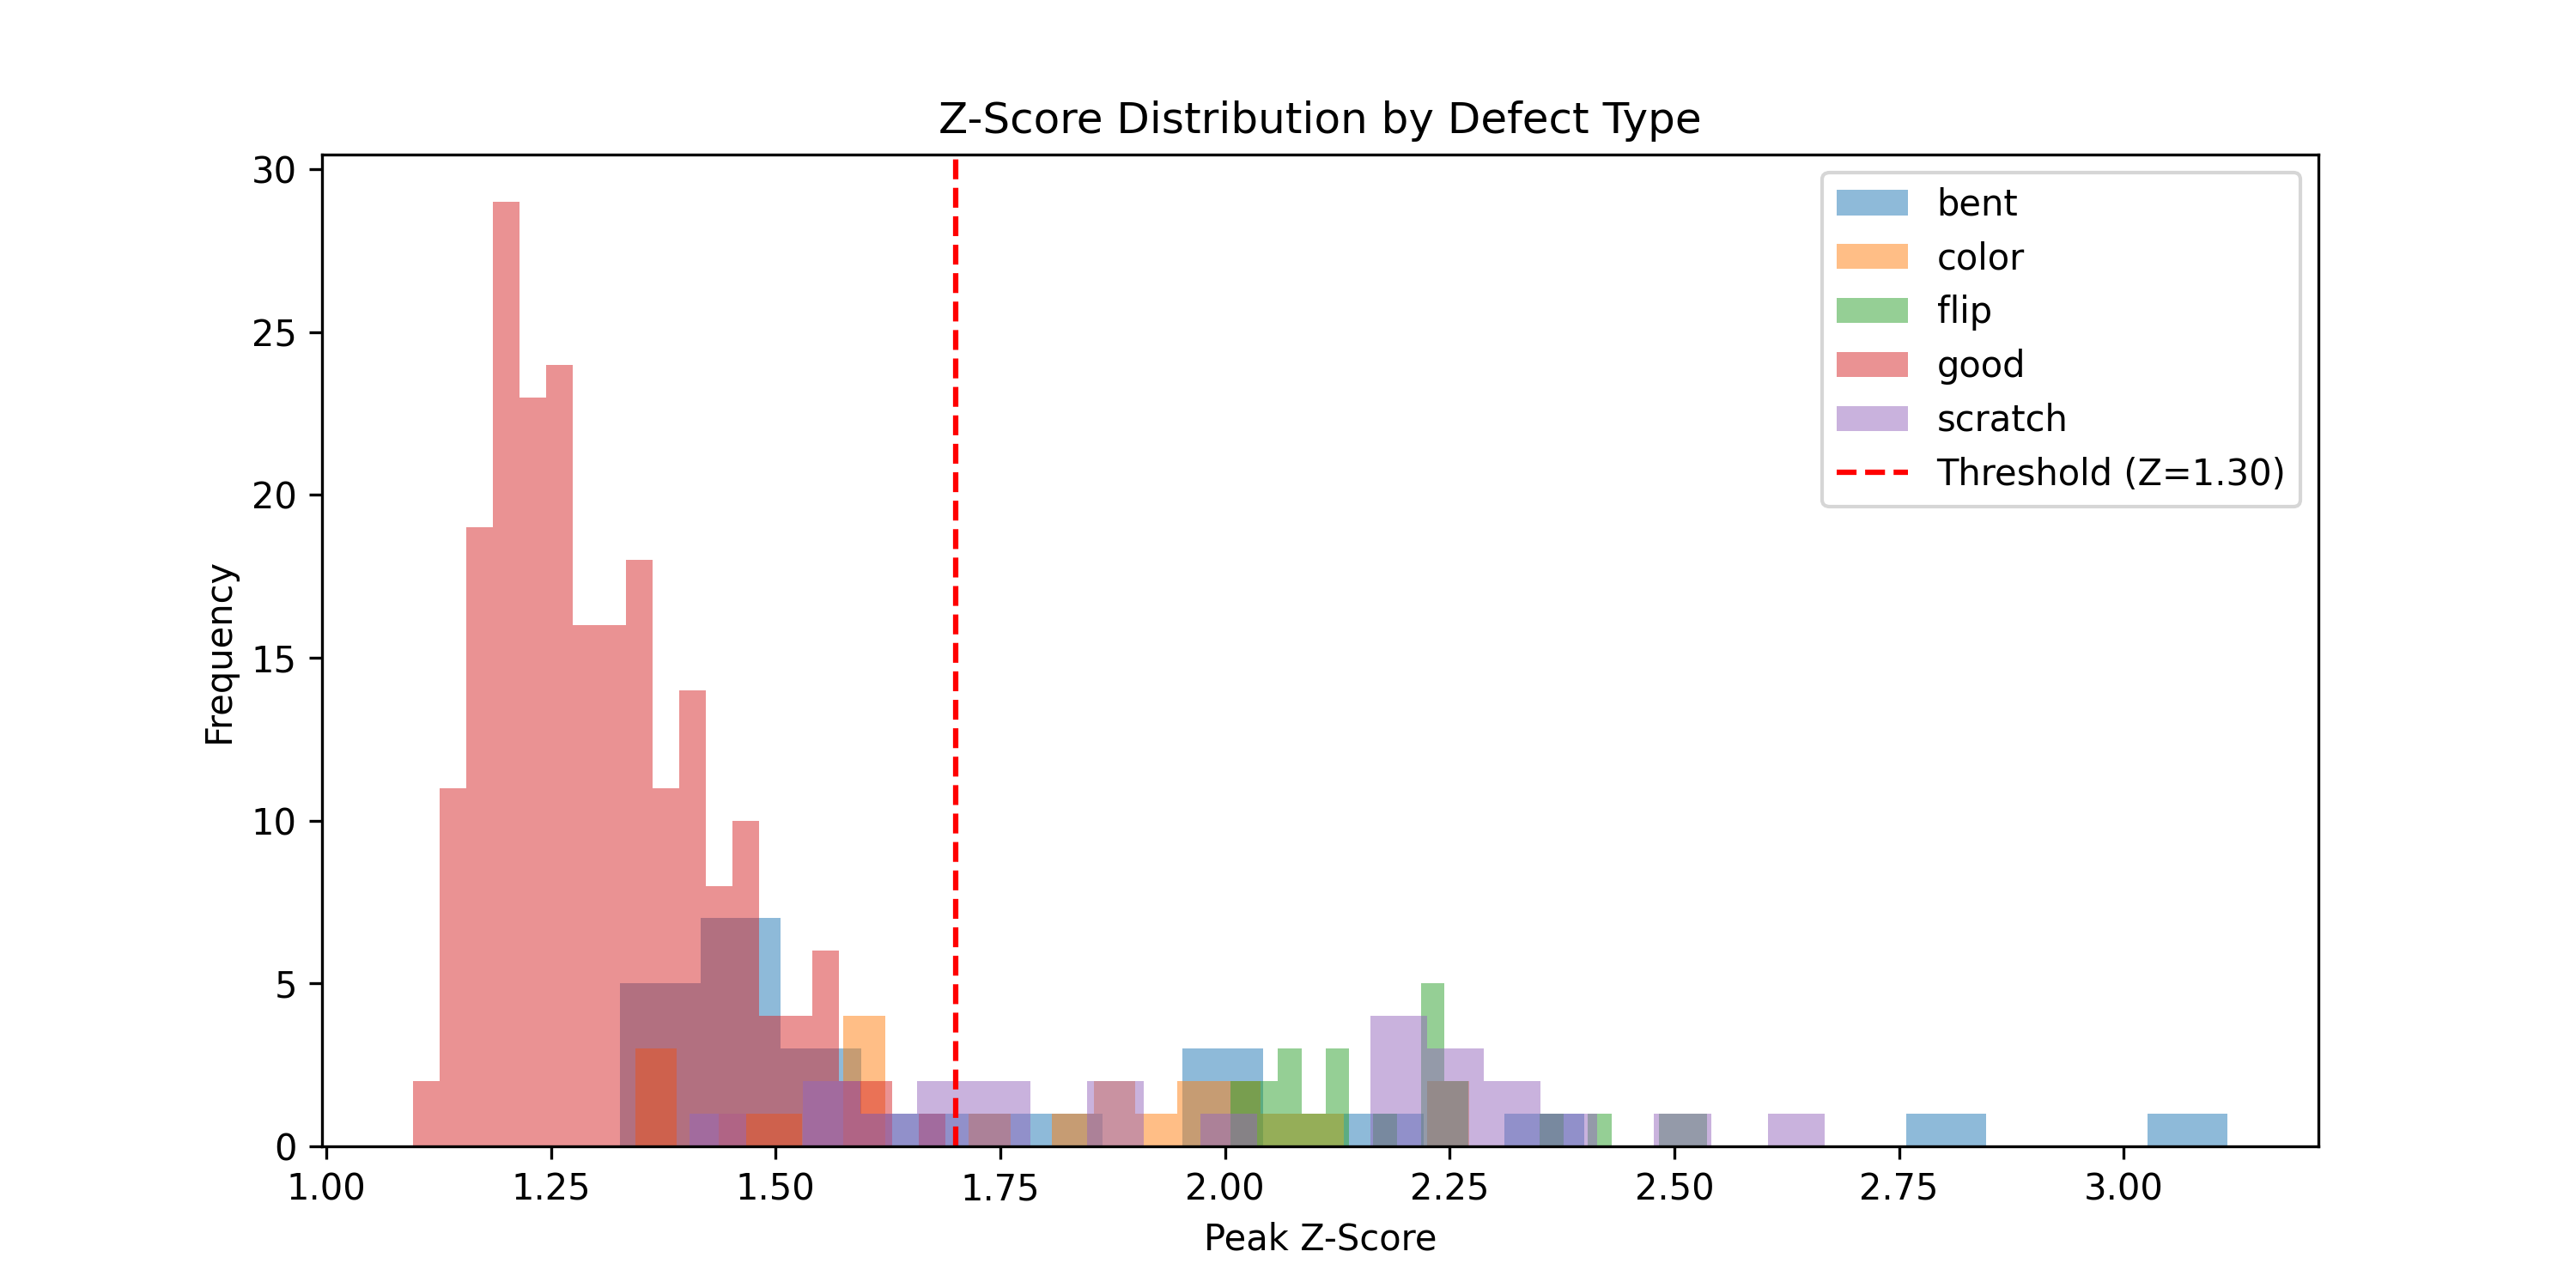 Z-Score Distribution by Defect Type
30
25
20
15
10
5
0
Frequency
bent
color
flip
good
scratch
Threshold (Z=1.30)
1.00 1.25 1.50 1.75 2.00 2.25 2.50 2.75 3.00
Peak Z-Score